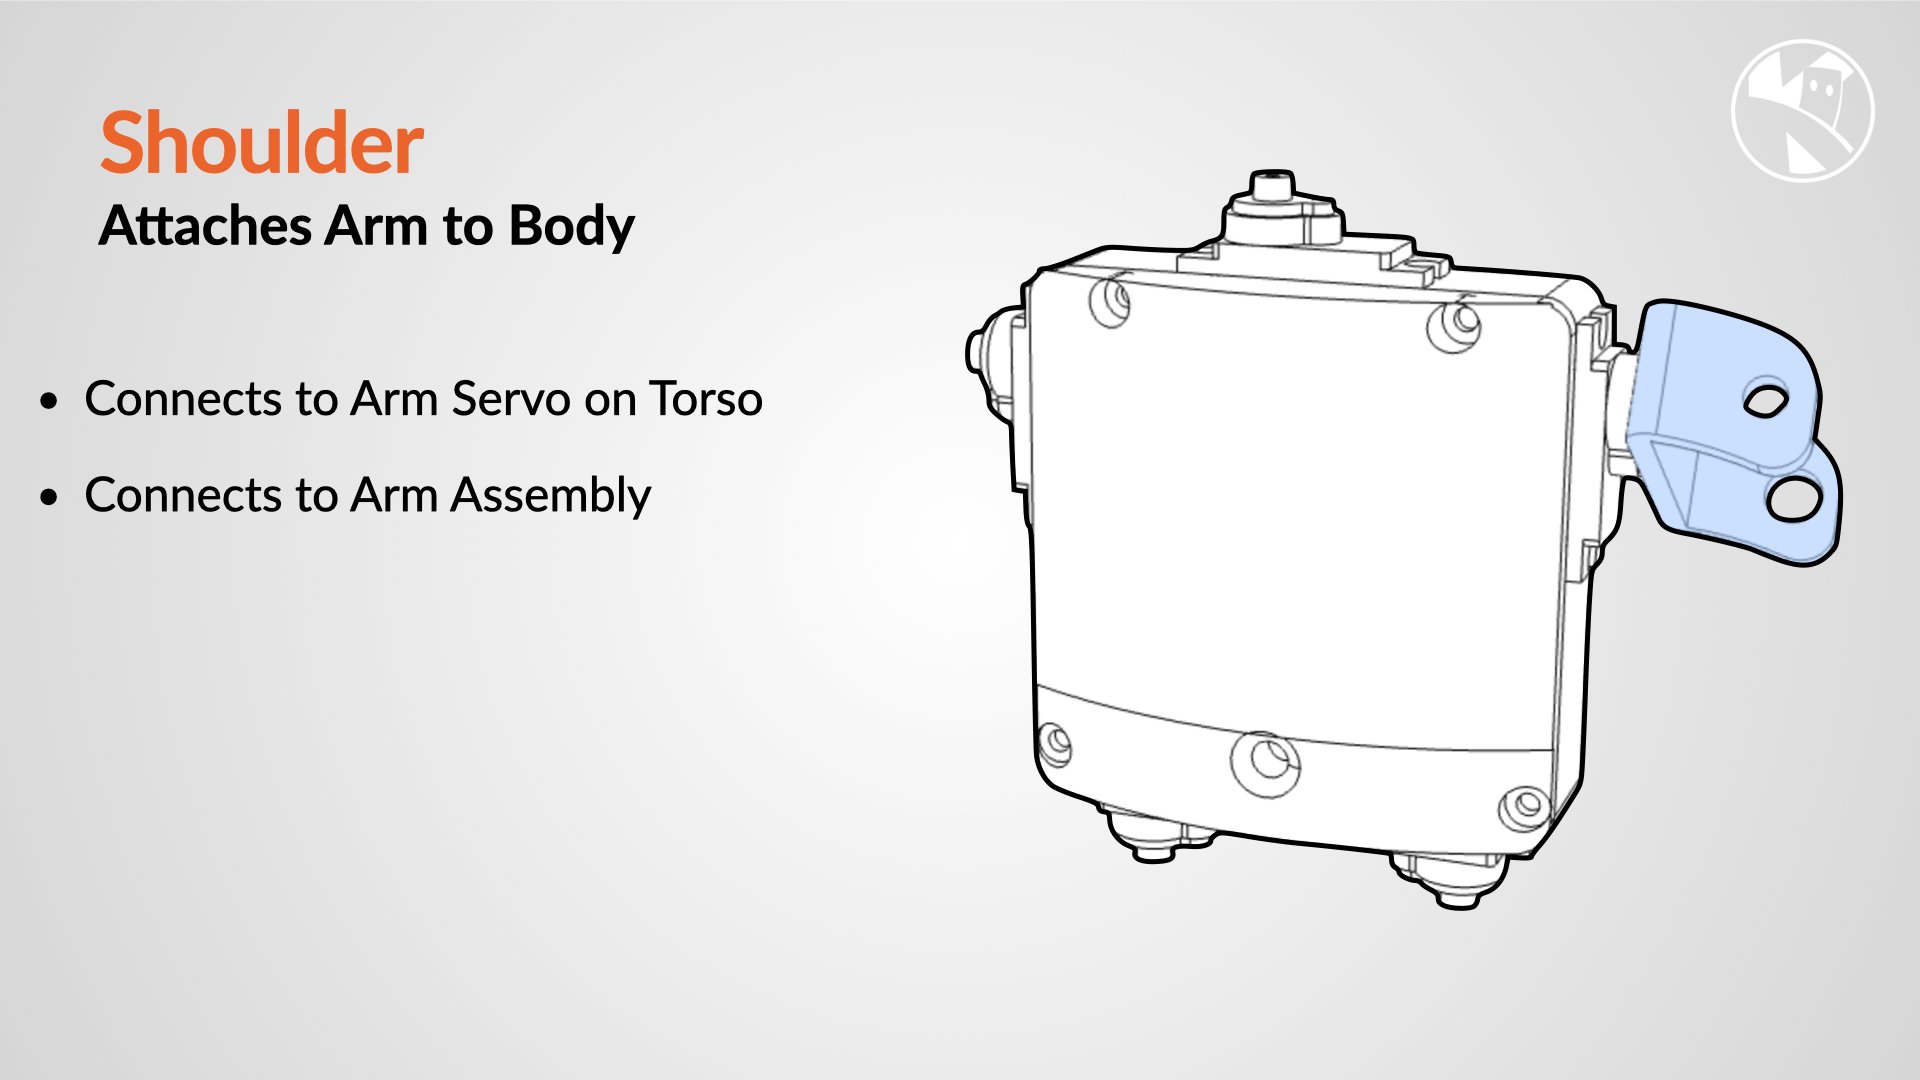 Shoulder
Attaches Arm to Body
• Connects to Arm Servo on Torso
• Connects to Arm Assembly